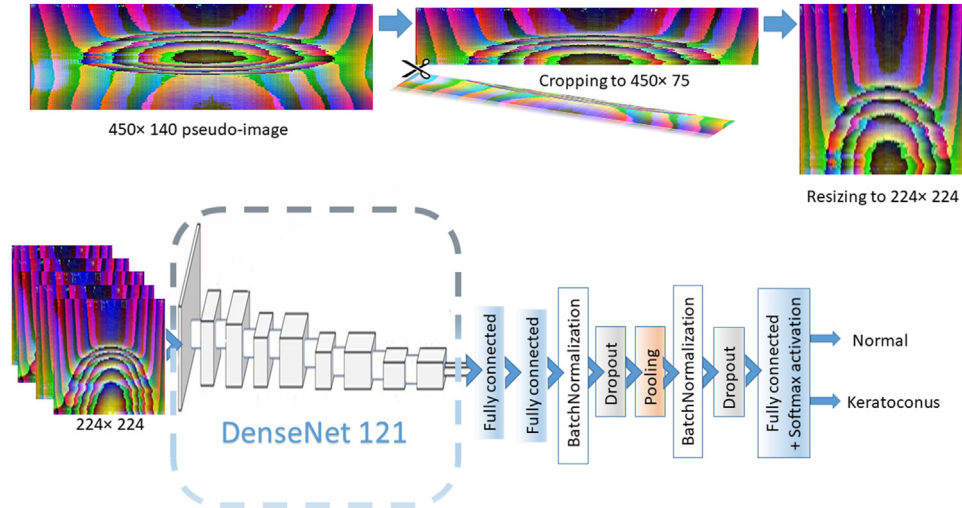 450× 140 pseudo-image
Cropping to 450× 75
Resizing to 224× 224
224× 224
DenseNet 121
Fully connected
Fully connected
BatchNormalization
Dropout
Pooling
BatchNormalization
Dropout
Fully connected
+ Softmax activation
Normal
Keratoconus